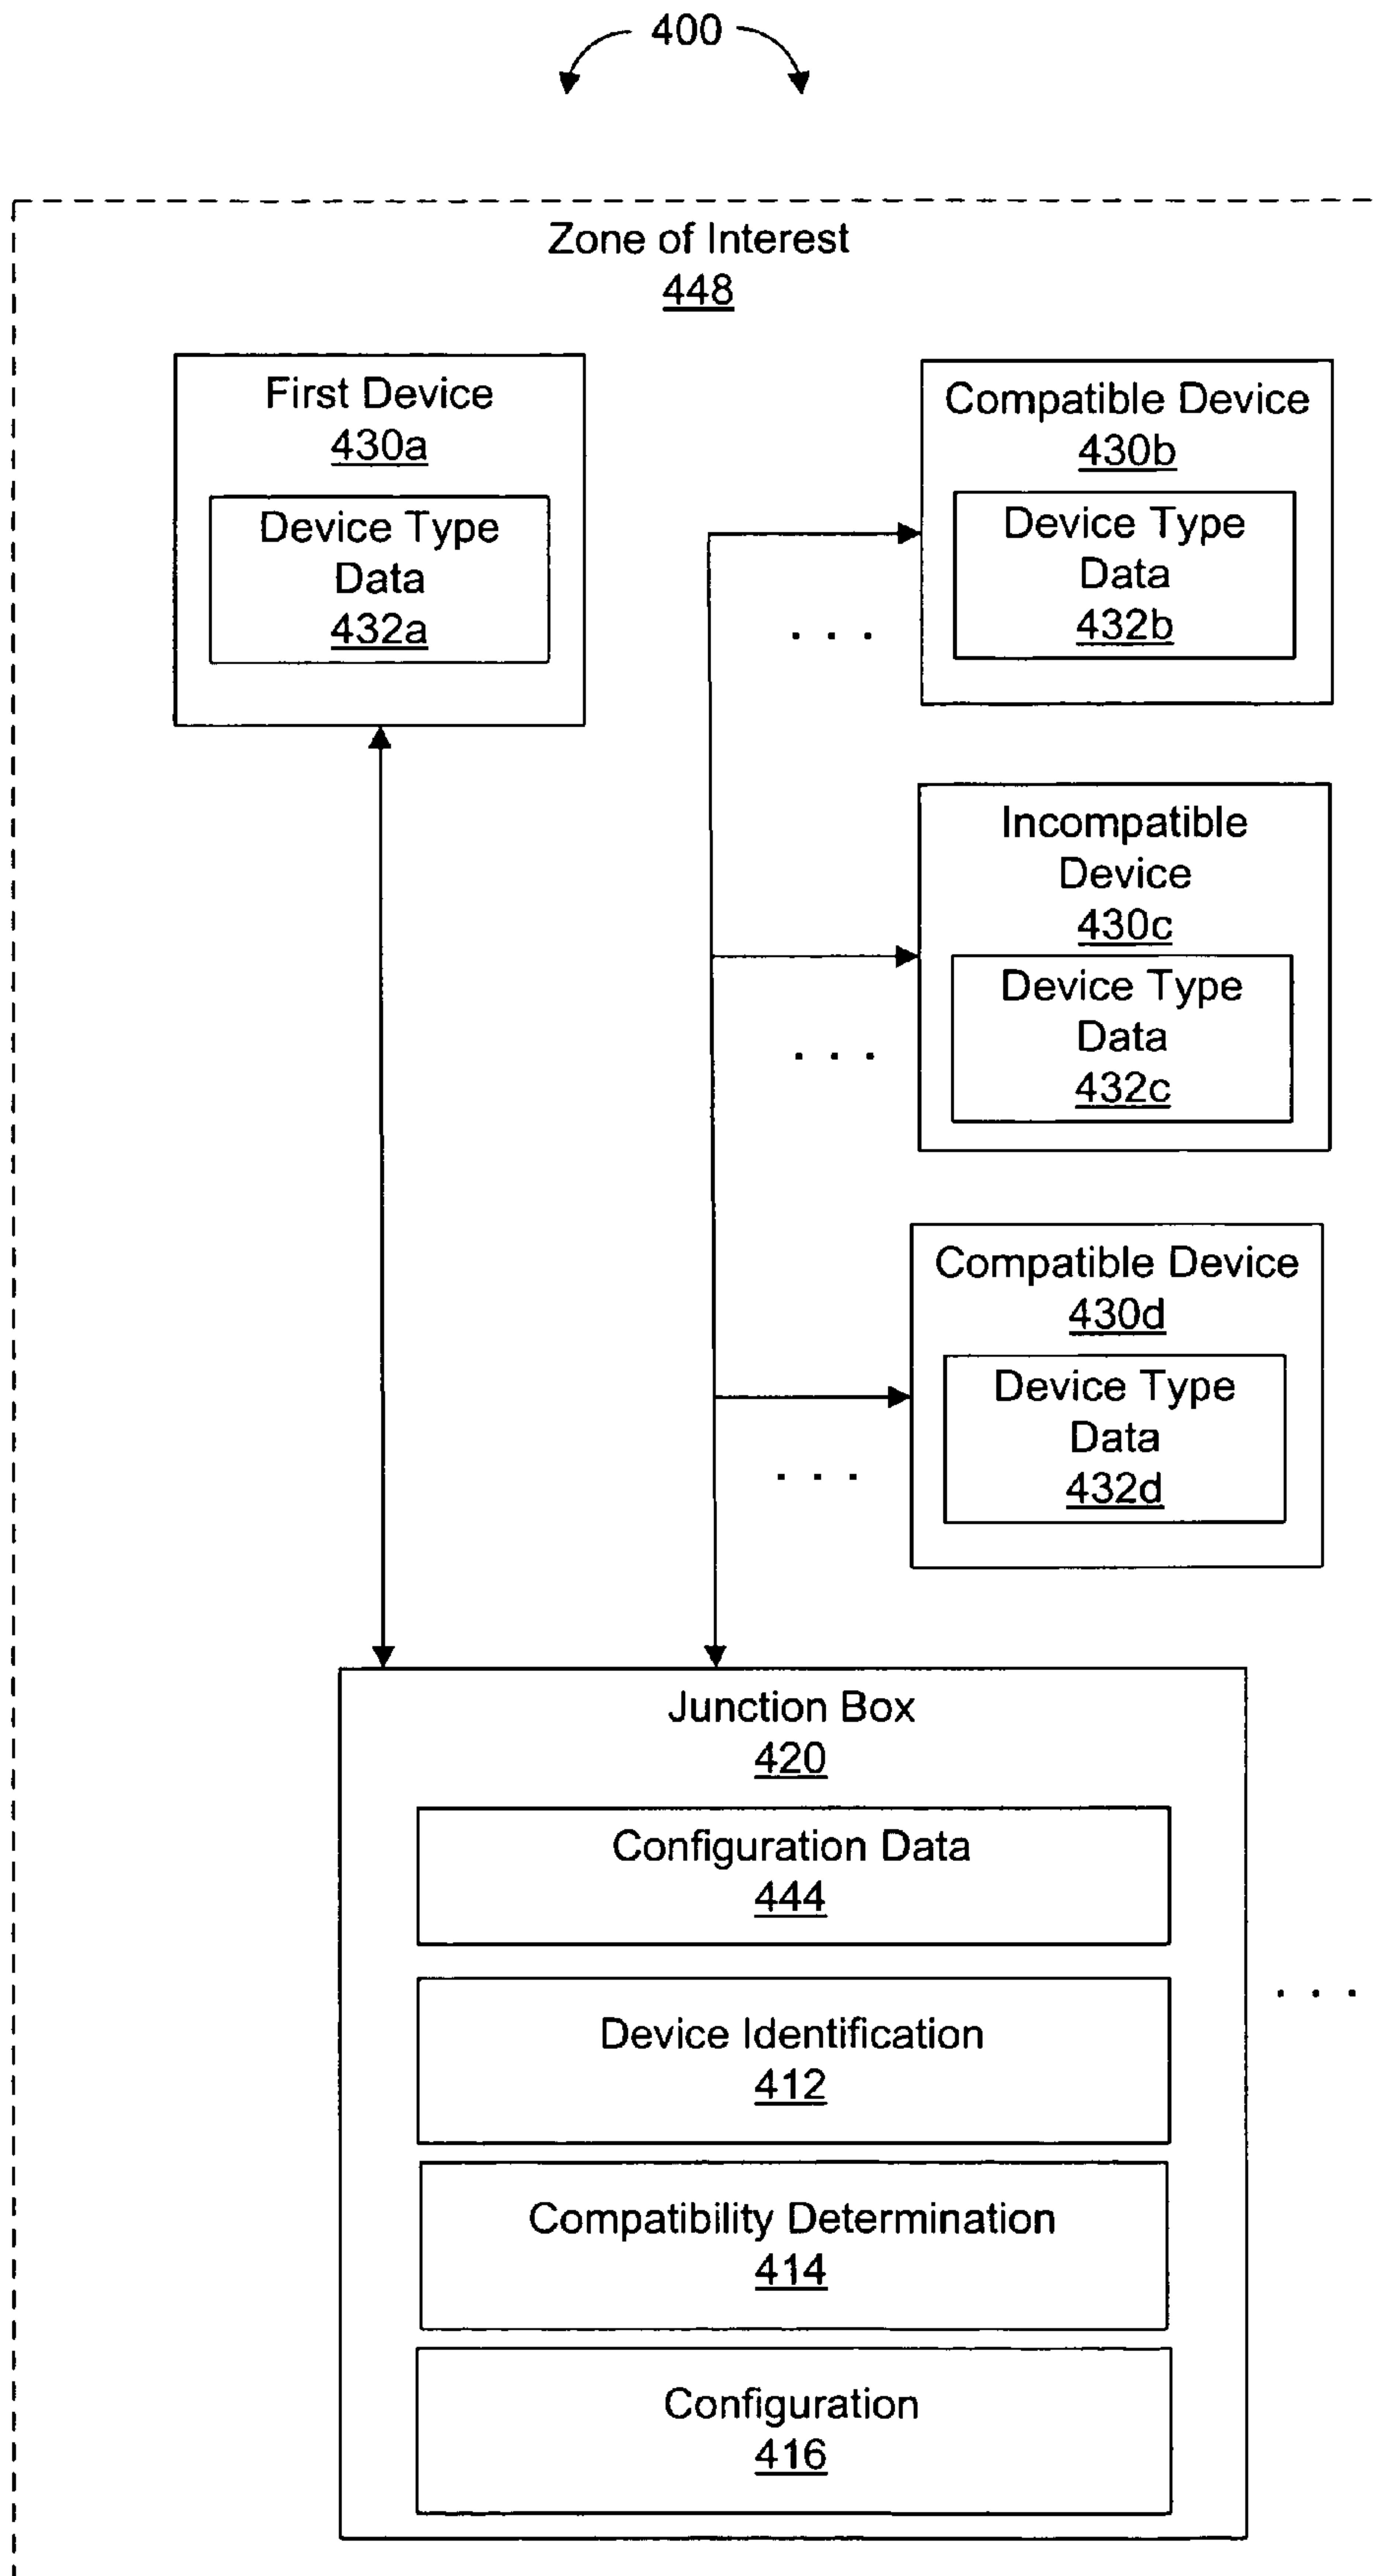 400
Zone of Interest
448
First Device
430a
Device Type
Data
432a
Compatible Device
430b
Device Type
Data
432b
. . .
Incompatible
Device
430c
Device Type
Data
432c
. . .
Compatible Device
430d
Device Type
Data
432d
. . .
Junction Box
420
Configuration Data
444
Device Identification
412
. . .
Compatibility Determination
414
Configuration
416